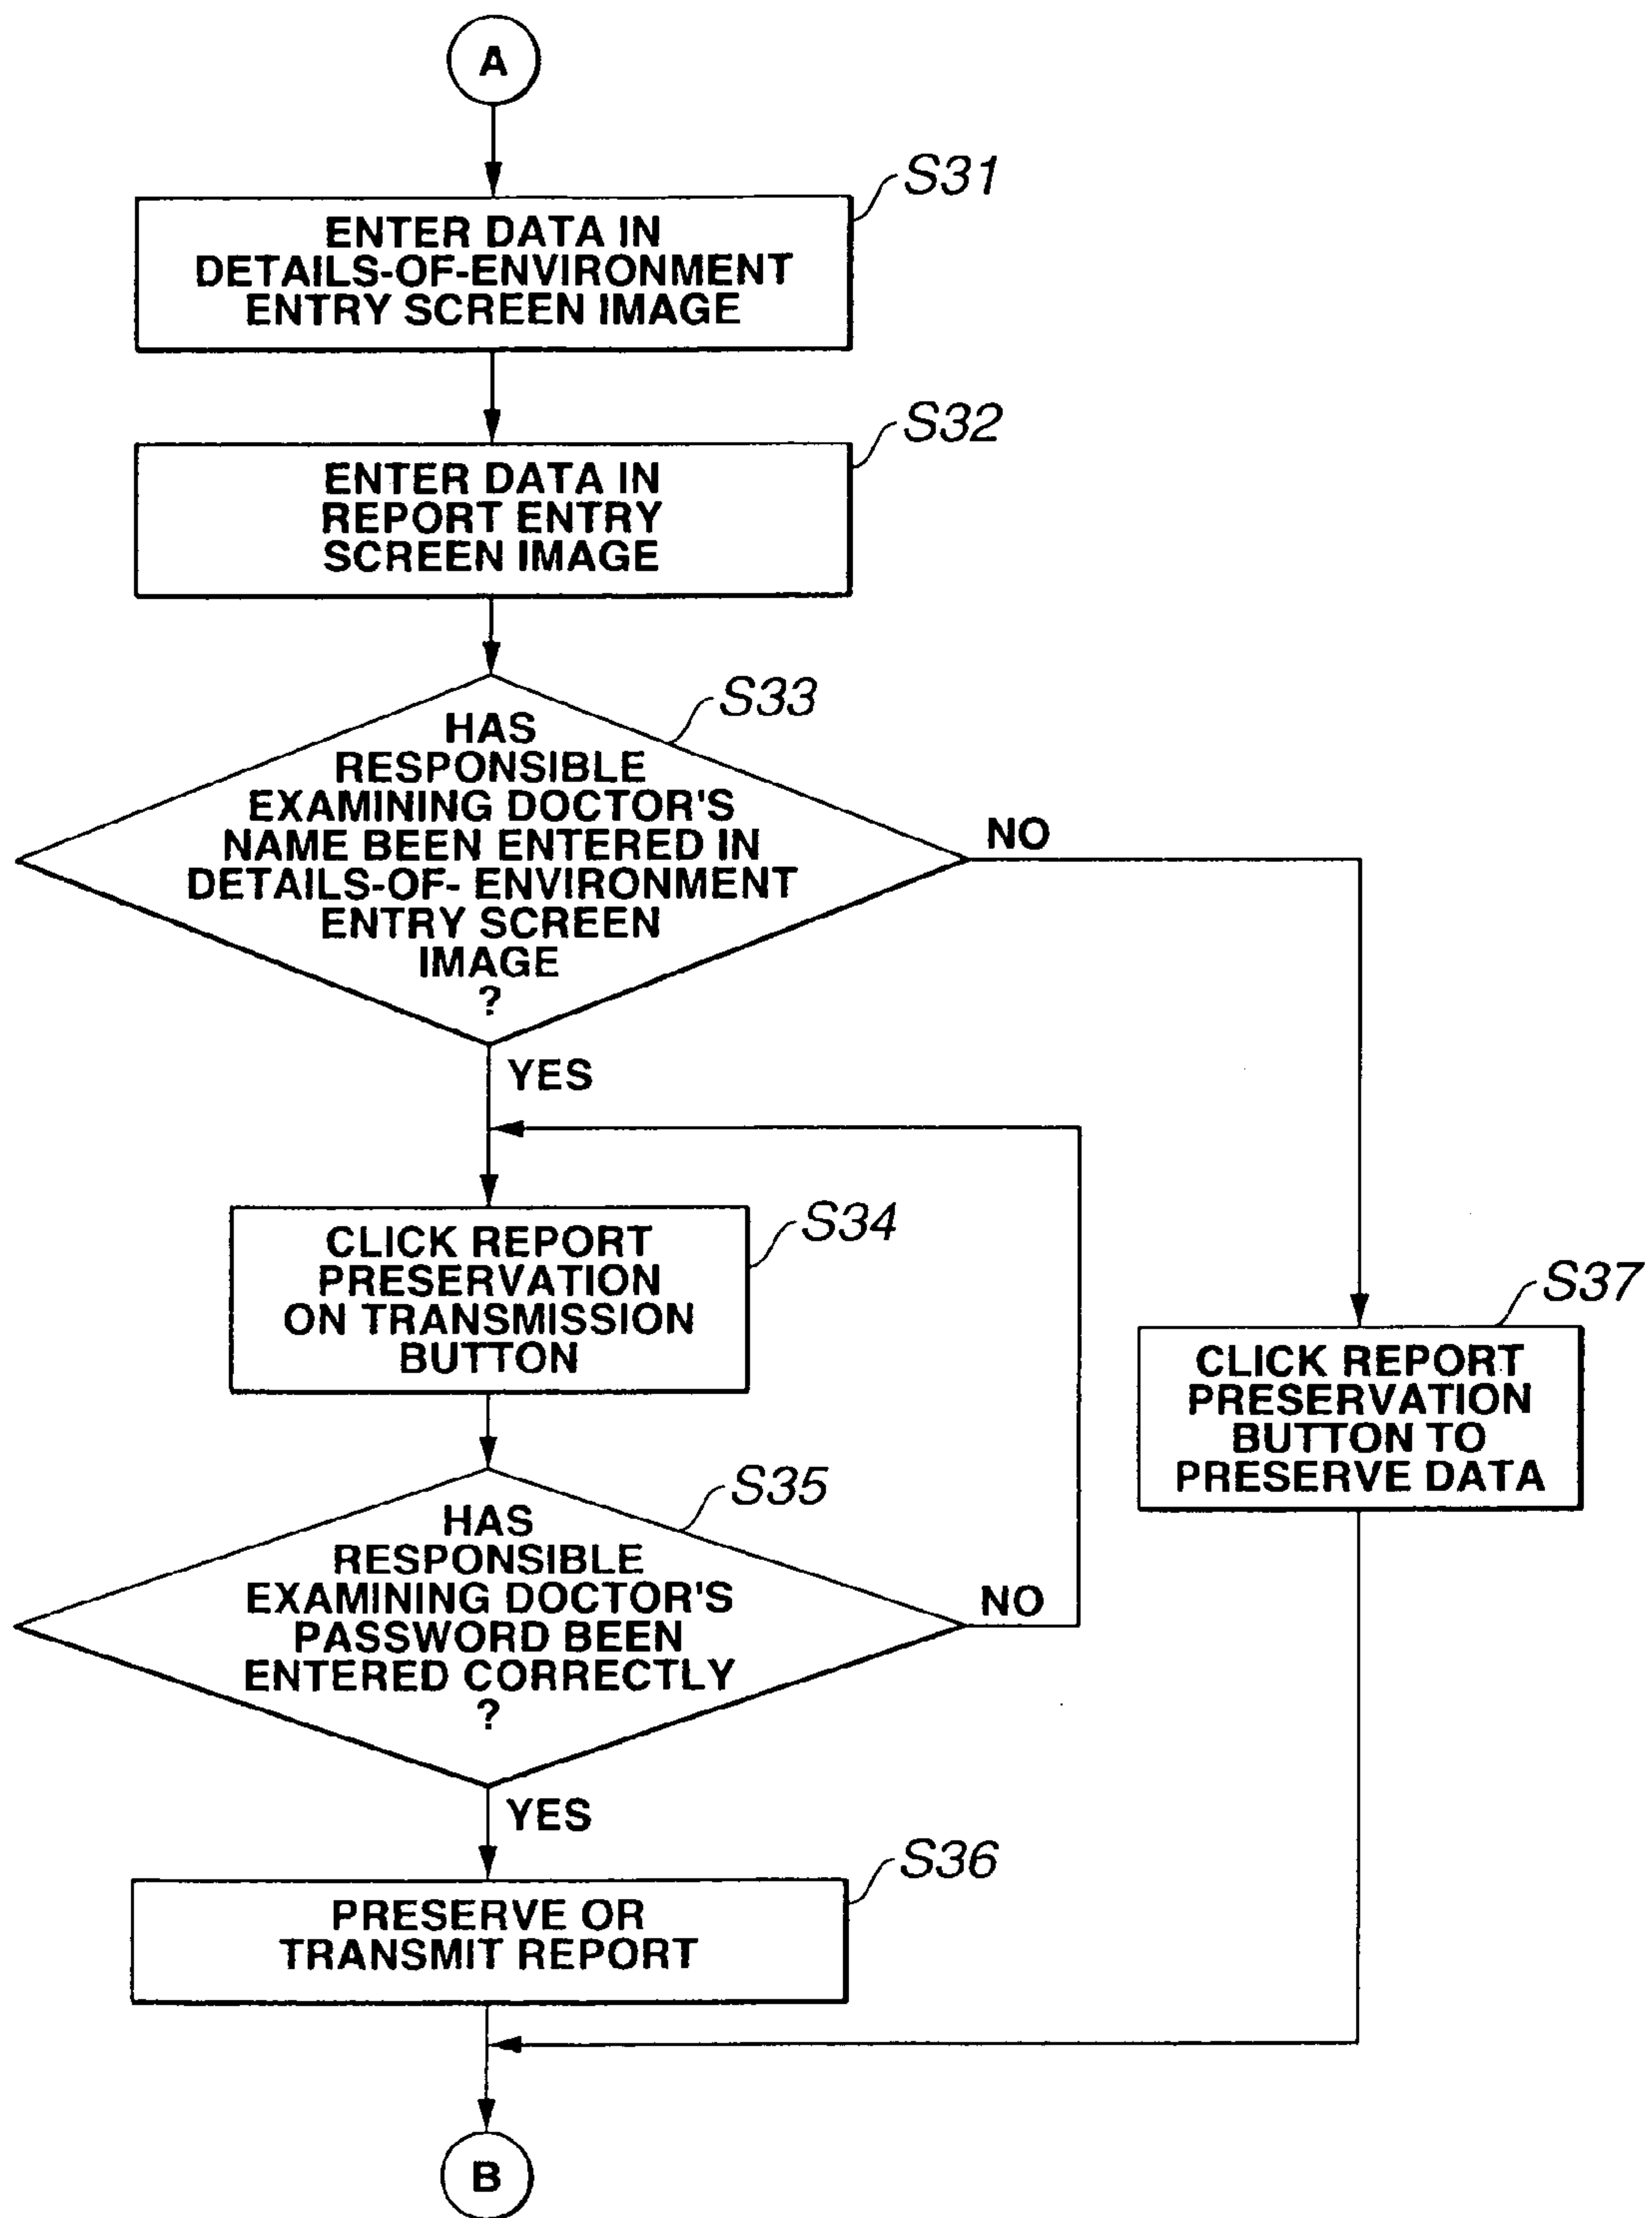 A
S31
ENTER DATA IN
DETAILS-OF-ENVIRONMENT
ENTRY SCREEN IMAGE
S32
ENTER DATA IN
REPORT ENTRY
SCREEN IMAGE
S33
HAS
RESPONSIBLE
EXAMINING DOCTOR'S
NAME BEEN ENTERED IN
DETAILS-OF- ENVIRONMENT
ENTRY SCREEN
IMAGE
?
NO
YES
S34
CLICK REPORT
PRESERVATION
ON TRANSMISSION
BUTTON
S37
CLICK REPORT
PRESERVATION
BUTTON TO
PRESERVE DATA
S35
HAS
RESPONSIBLE
EXAMINING DOCTOR'S
PASSWORD BEEN
ENTERED CORRECTLY
?
NO
YES
S36
PRESERVE OR
TRANSMIT REPORT
B